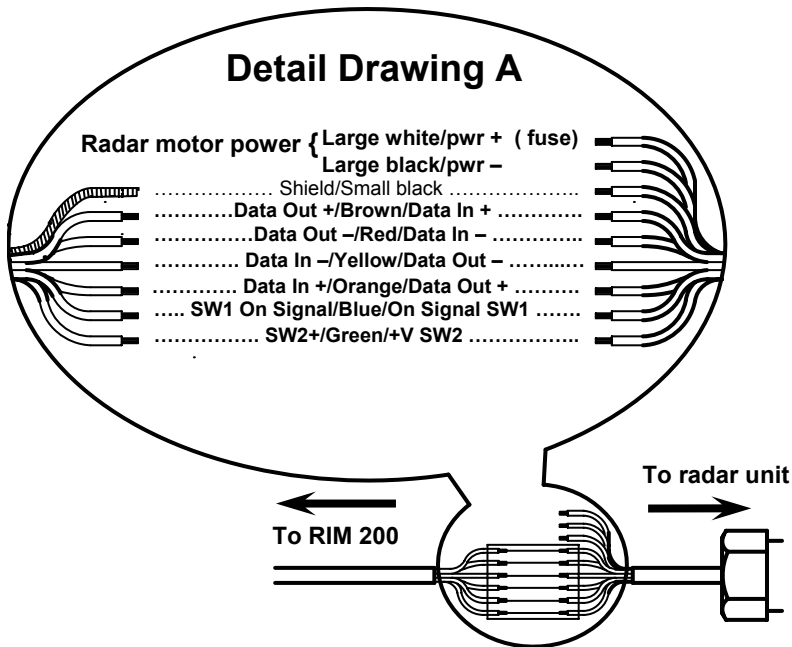 Detail Drawing A
Radar motor power { Large white/pwr + ( fuse)
Large black/pwr –
……………… Shield/Small black ………………..
…………Data Out +/Brown/Data In + ………….
…………..Data Out –/Red/Data In – …………...
………… Data In –/Yellow/Data Out – ……...….
………… Data In +/Orange/Data Out + ……….
….. SW1 On Signal/Blue/On Signal SW1 …….
…………… SW2+/Green/+V SW2 ……………..
To radar unit
To RIM 200